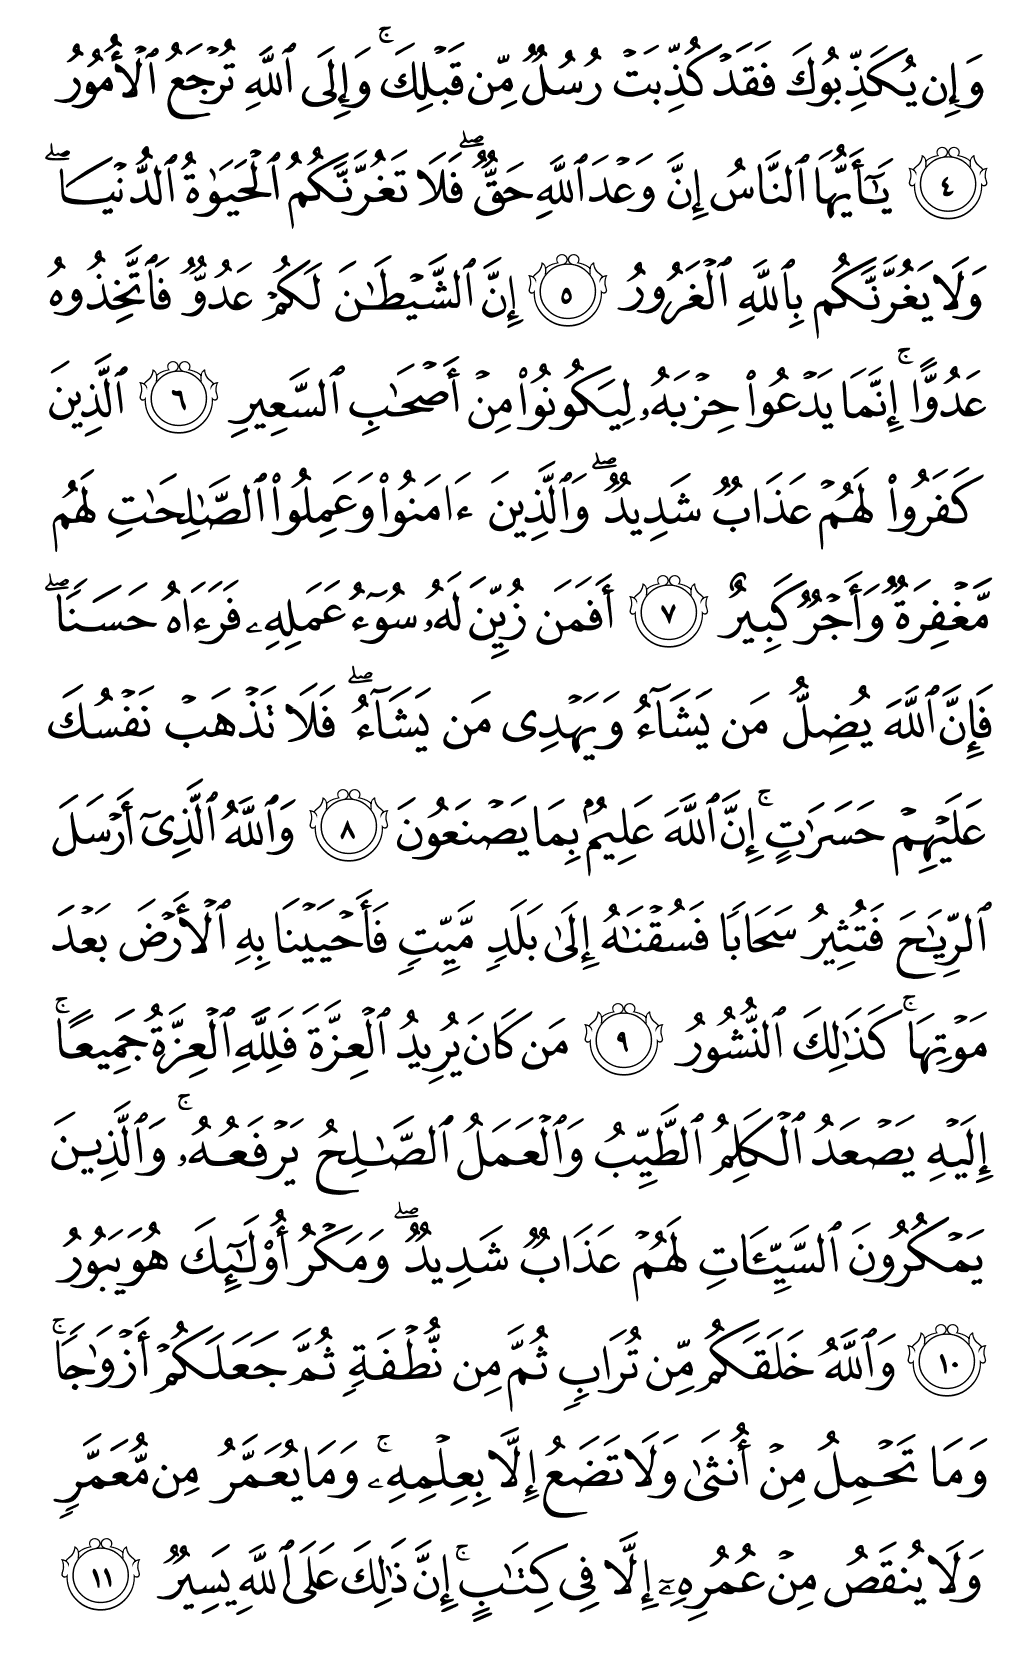 وَإِن يُكَذِّبُوكَ فَقَدۡ كُذِّبَتۡ رُسُلٞ مِّن قَبۡلِكَۚ وَإِلَى ٱللَّهِ تُرۡجَعُ ٱلۡأُمُورُ
٤ يَٰٓأَيُّهَا ٱلنَّاسُ إِنَّ وَعۡدَ ٱللَّهِ حَقّٞۖ فَلَا تَغُرَّنَّكُمُ ٱلۡحَيَوٰةُ ٱلدُّنۡيَا ۖ
وَلَا يَغُرَّنَّكُم بِٱللَّهِ ٱلۡغَرُورُ ٥ إِنَّ ٱلشَّيۡطَٰنَ لَكُمۡ عَدُوّٞ فَٱتَّخِذُوهُ
عَدُوًّاۚ إِنَّمَا يَدۡعُواْ حِزۡبَهُۥ لِيَكُونُواْ مِنۡ أَصۡحَٰبِ ٱلسَّعِيرِ ٦ ٱلَّذِينَ
كَفَرُواْ لَهُمۡ عَذَابٞ شَدِيدٞۖ وَٱلَّذِينَ ءَامَنُواْ وَعَمِلُواْ ٱلصَّٰلِحَٰتِ لَهُم
مَّغۡفِرَةٞ وَأَجۡرٞ كَبِيرٌ ٧ أَفَمَن زُيِّنَ لَهُۥ سُوٓءُ عَمَلِهِۦ فَرَءَاهُ حَسَنٗاۖ
فَإِنَّ ٱللَّهَ يُضِلُّ مَن يَشَآءُ وَيَهۡدِي مَن يَشَآءُۖ فَلَا تَذۡهَبۡ نَفۡسُكَ
عَلَيۡهِمۡ حَسَرَٰتٍۚ إِنَّ ٱللَّهَ عَلِيمُۢ بِمَا يَصۡنَعُونَ ٨ وَٱللَّهُ ٱلَّذِيٓ أَرۡسَلَ
ٱلرِّيَٰحَ فَتُثِيرُ سَحَابٗا فَسُقۡنَٰهُ إِلَىٰ بَلَدٖ مَّيِّتٖ فَأَحۡيَيۡنَا بِهِ ٱلۡأَرۡضَ بَعۡدَ
مَوۡتِهَاۚ كَذَٰلِكَ ٱلنُّشُورُ ٩ مَن كَانَ يُرِيدُ ٱلۡعِزَّةَ فَلِلَّهِ ٱلۡعِزَّةُ جَمِيعًاۚ
إِلَيۡهِ يَصۡعَدُ ٱلۡكَلِمُ ٱلطَّيِّبُ وَٱلۡعَمَلُ ٱلصَّٰلِحُ يَرۡفَعُهُۥۚ وَٱلَّذِينَ
يَمۡكُرُونَ ٱلسَّيِّـَٔاتِ لَهُمۡ عَذَابٞ شَدِيدٞۖ وَمَكۡرُ أُوْلَٰٓئِكَ هُوَ يَبُورُ
١٠ وَٱللَّهُ خَلَقَكُم مِّن تُرَابٖ ثُمَّ مِن نُّطۡفَةٖ ثُمَّ جَعَلَكُمۡ أَزۡوَٰجٗاۚ
وَمَا تَحۡمِلُ مِنۡ أُنثَىٰ وَلَا تَضَعُ إِلَّا بِعِلۡمِهِۦۚ وَمَا يُعَمَّرُ مِن مُّعَمَّرٖ
وَلَا يُنقَصُ مِنۡ عُمُرِهِۦٓ إِلَّا فِي كِتَٰبٍۚ إِنَّ ذَٰلِكَ عَلَى ٱللَّهِ يَسِيرٞ ١١